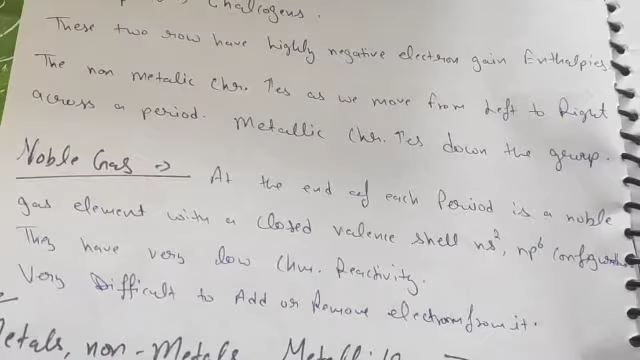 Chalcogens.
These two row have highly negative electron gain Enthalpies
The non metalic Chr. ↑es as we move from Left to Right
across a period. Metallic Chr. ↑es down the group.
Noble Gas → At the end of each Period is a noble
gas element with a closed valence shell ns², np⁶ configuration
They have very low Chm. Reactivity.
Very Difficult to Add or Remove electron from it.
Metals, non-Metals